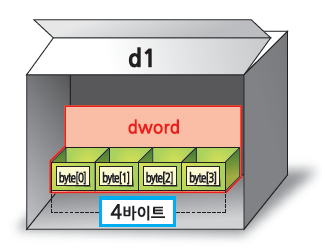 d1
dword
byte[0] byte[1] byte[2] byte[3]
4바이트